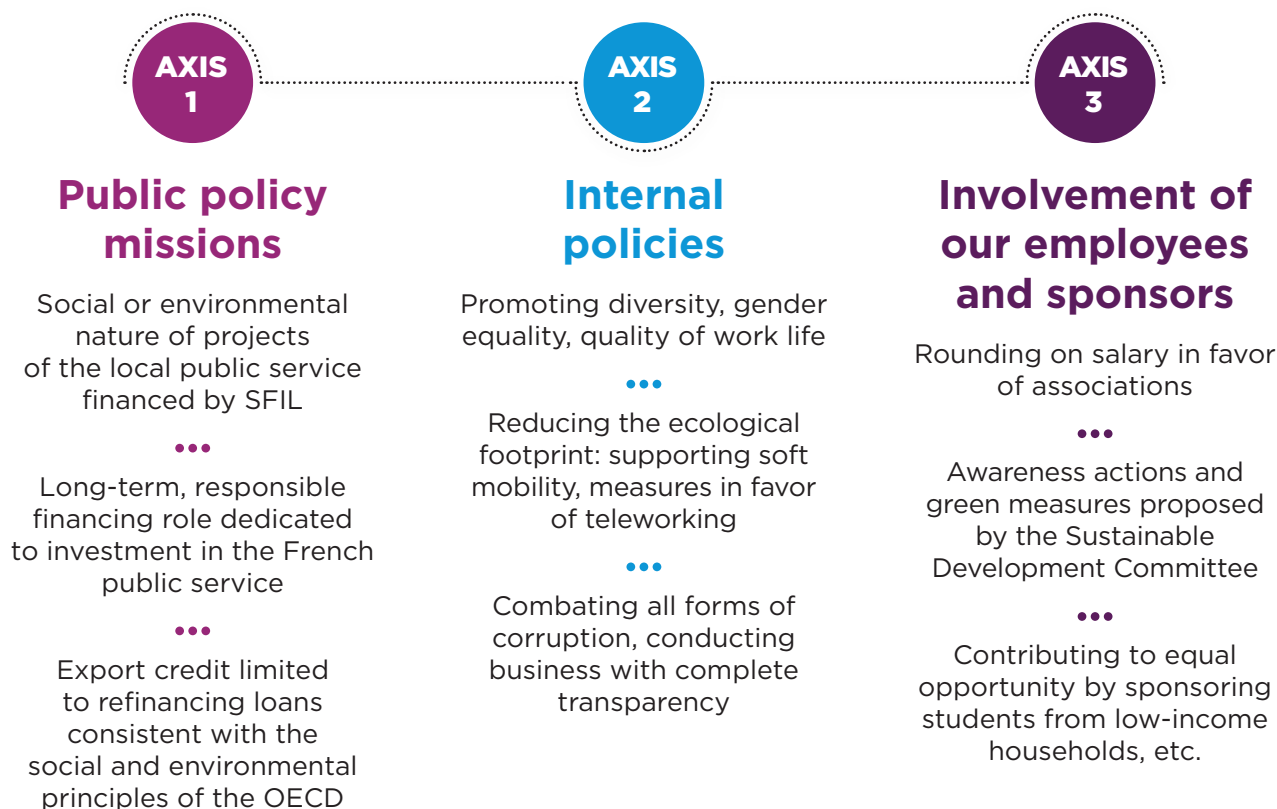 AXIS
1
Public policy
missions
Social or environmental
nature of projects
of the local public service
financed by SFIL
•••
Long-term, responsible
financing role dedicated
to investment in the French
public service
•••
Export credit limited
to refinancing loans
consistent with the
social and environmental
principles of the OECD
AXIS
2
Internal
policies
Promoting diversity, gender
equality, quality of work life
•••
Reducing the ecological
footprint: supporting soft
mobility, measures in favor
of teleworking
•••
Combating all forms of
corruption, conducting
business with complete
transparency
AXIS
3
Involvement of
our employees
and sponsors
Rounding on salary in favor
of associations
•••
Awareness actions and
green measures proposed
by the Sustainable
Development Committee
•••
Contributing to equal
opportunity by sponsoring
students from low-income
households, etc.